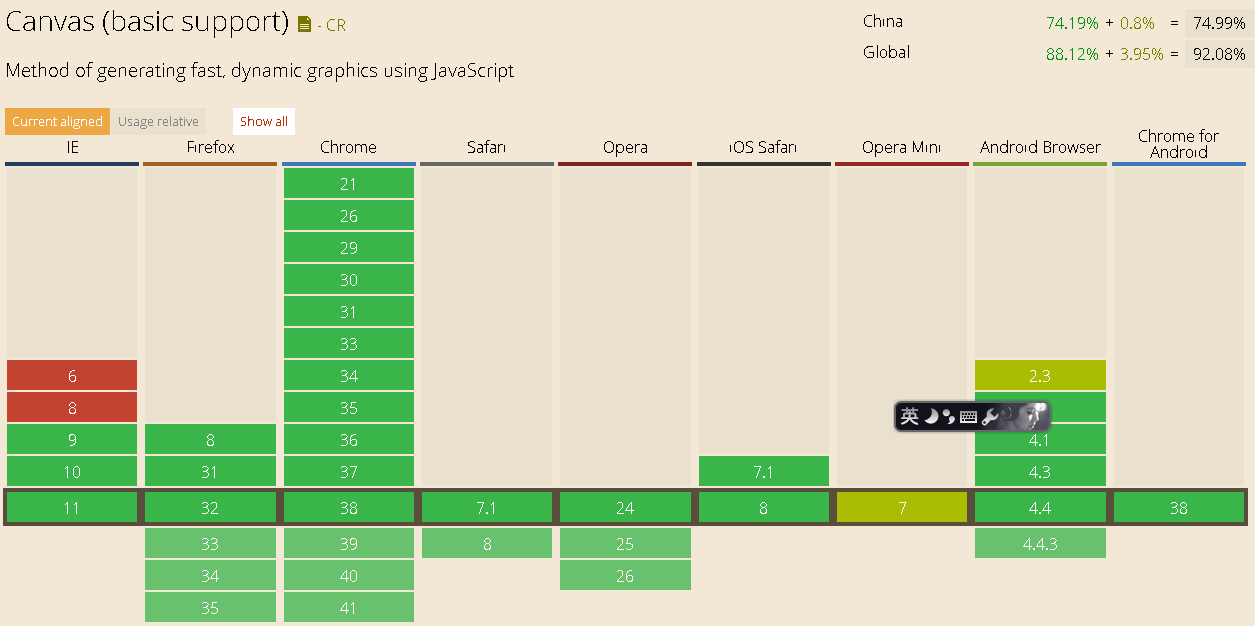 Canvas (basic support) - CR
China 74.19% + 0.8% = 74.99%
Global 88.12% + 3.95% = 92.08%
Method of generating fast, dynamic graphics using JavaScript
Current aligned Usage relative Show all
IE Firefox Chrome Safari Opera iOS Safari Opera Mini Android Browser Chrome for Android
21
26
29
30
31
33
6 34 2.3
8 35
英
9 8 36 4.1
10 31 37 7.1 4.3
11 32 38 7.1 24 8 7 4.4 38
33 39 8 25 4.4.3
34 40 26
35 41